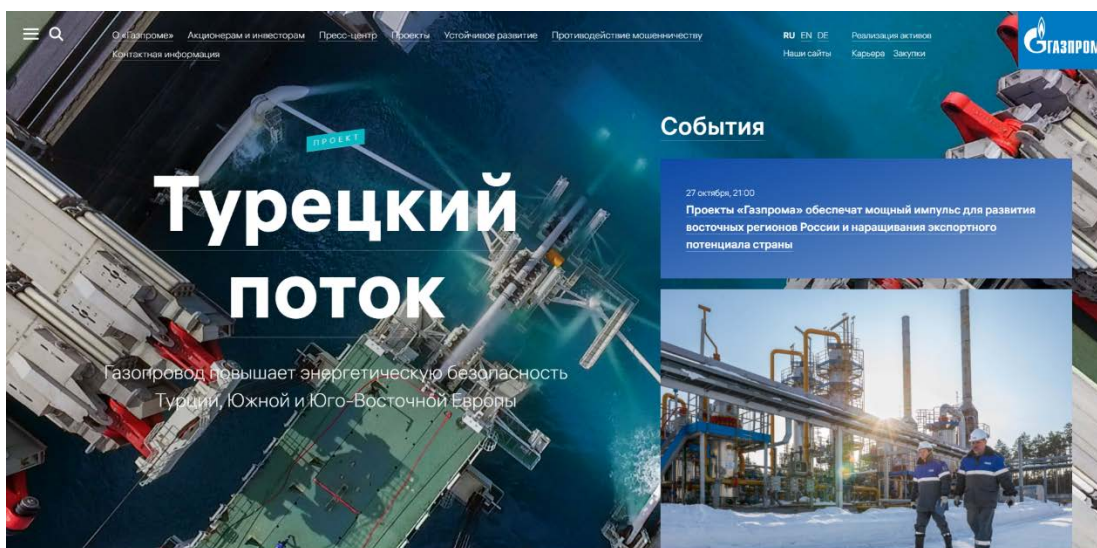 О «Газпроме» Акционерам и инвесторам Пресс-центр Проекты Устойчивое развитие Противодействие мошенничеству
Контактная информация
RU EN DE Реализация активов
Наши сайты Карьера Закупки
ГАЗПРОМ
ПРОЕКТ
Турецкий
поток
Газопровод повышает энергетическую безопасность
Турции, Южной и Юго-Восточной Европы
События
27 октября, 21:00
Проекты «Газпрома» обеспечат мощный импульс для развития
восточных регионов России и наращивания экспортного
потенциала страны